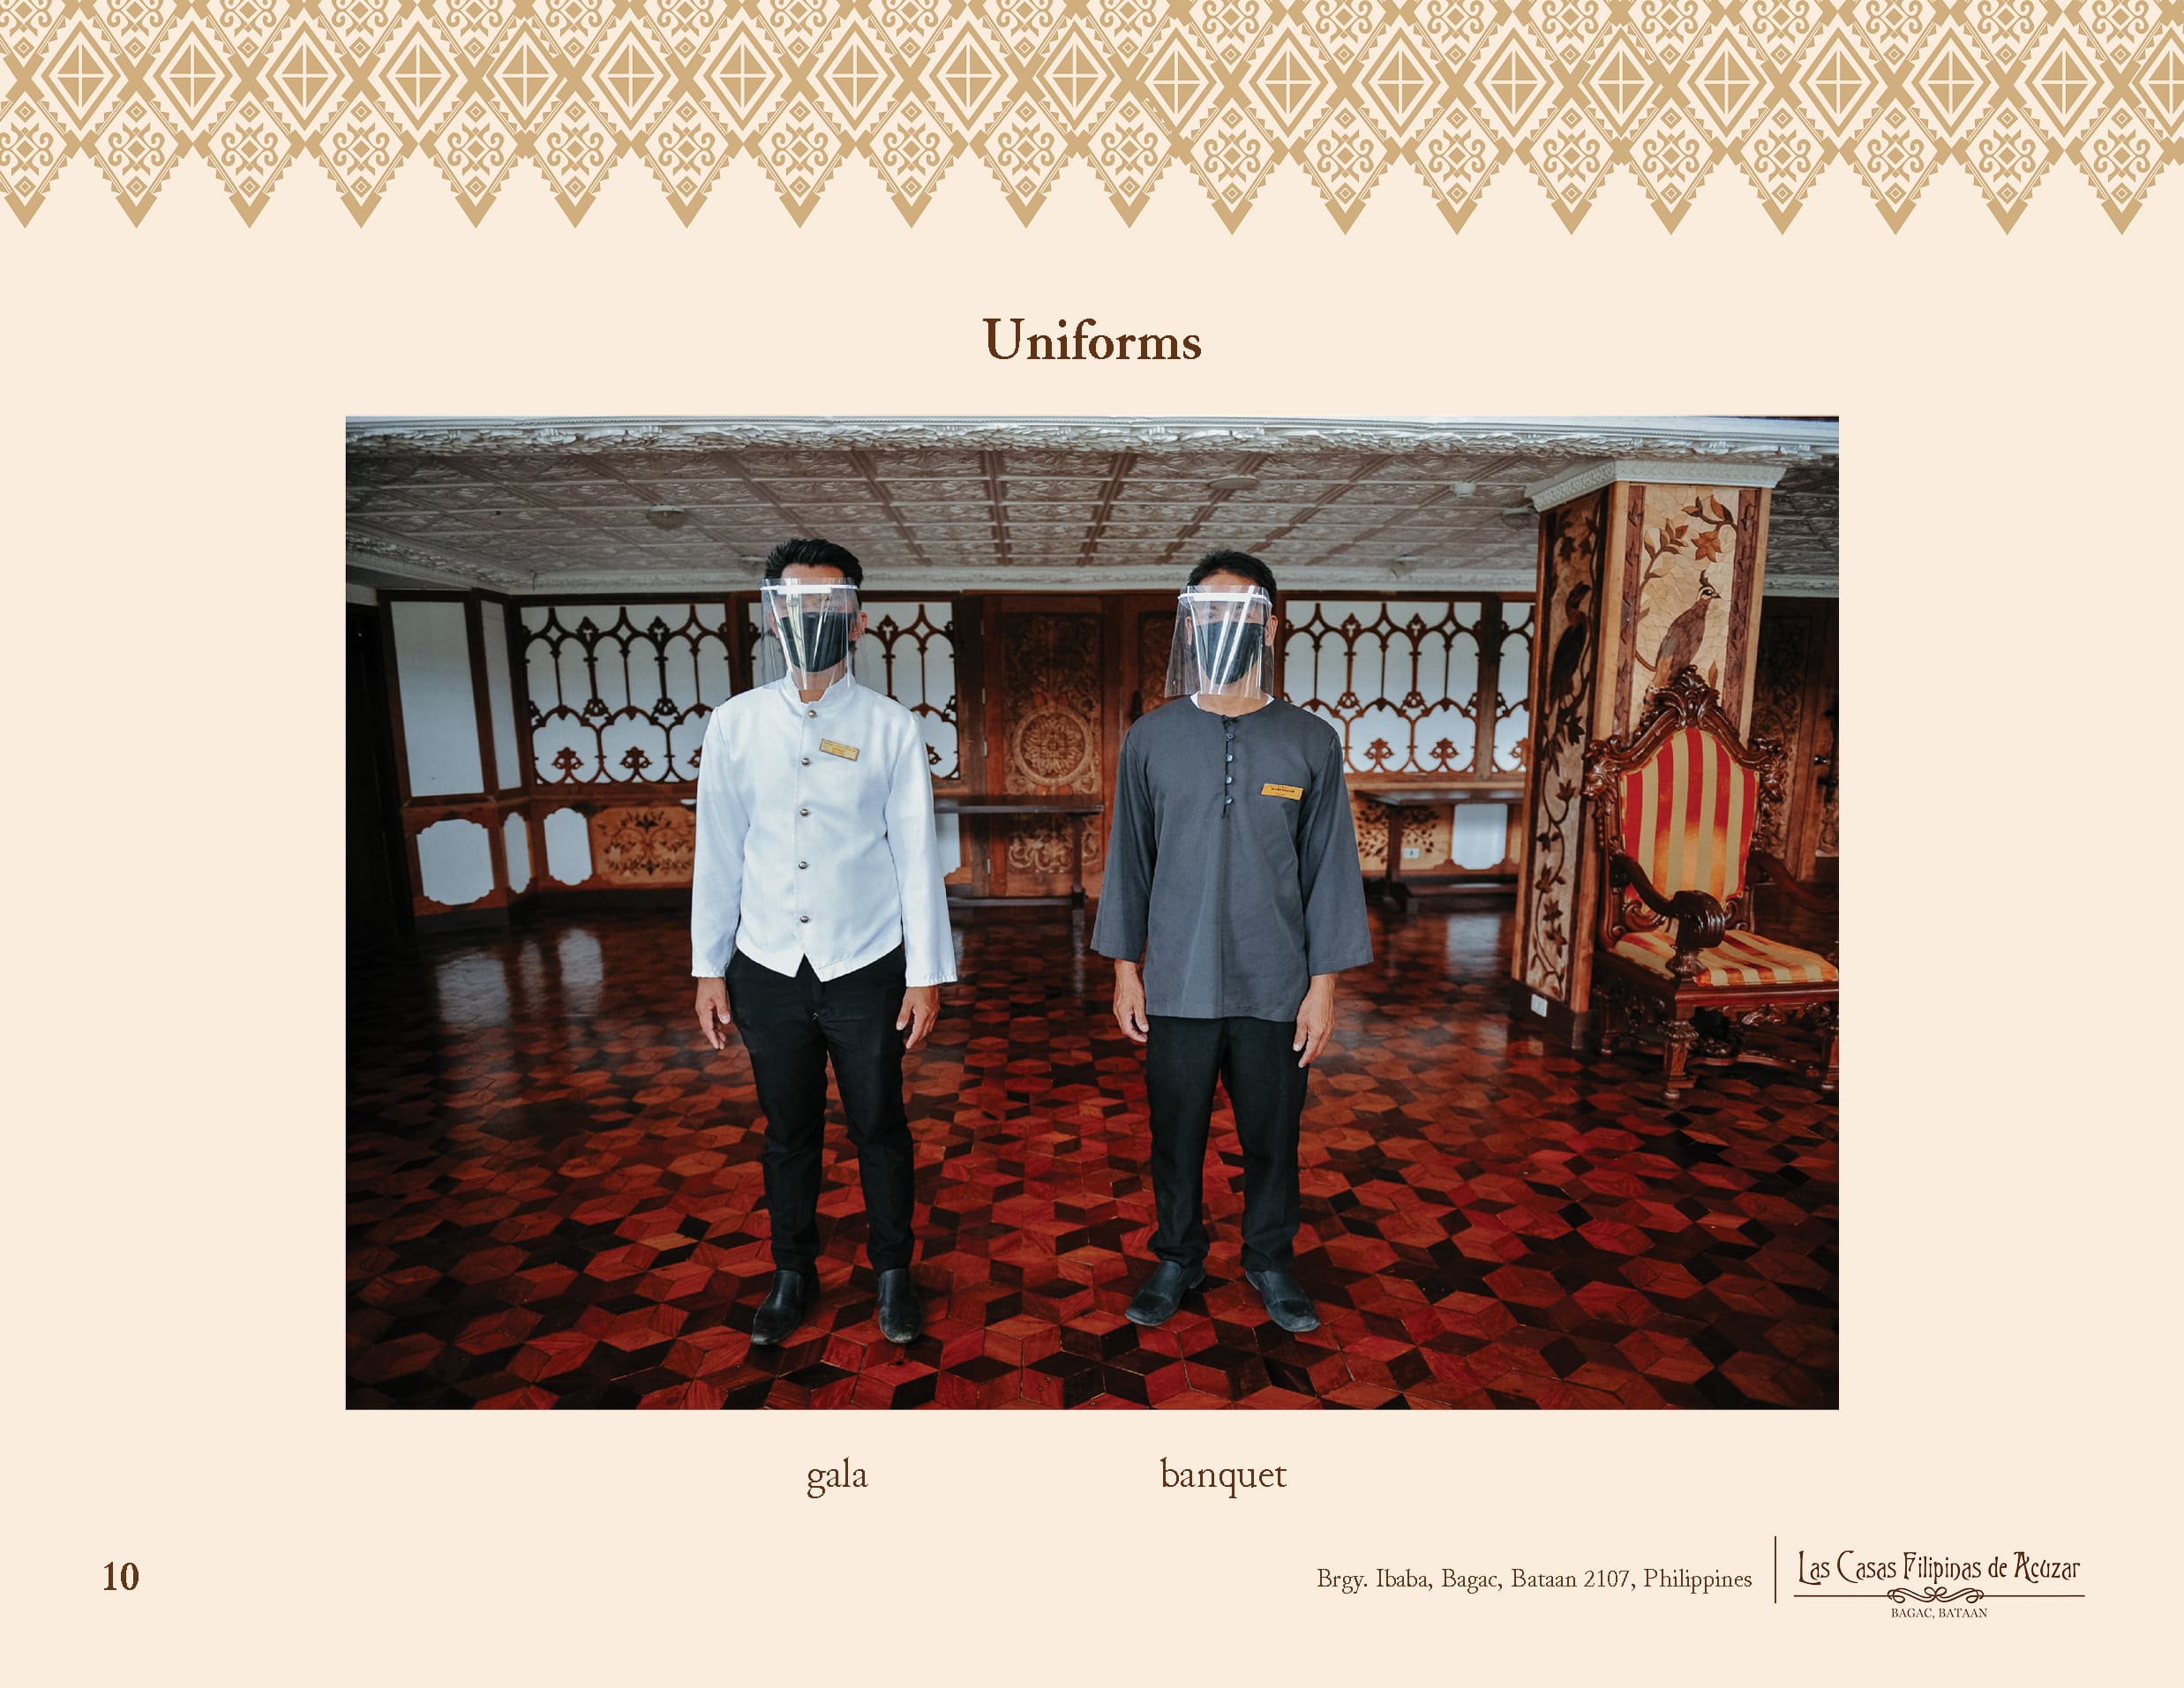 Uniforms
gala banquet
10
Brgy. Ibaba, Bagac, Bataan 2107, Philippines
Las Casas Filipinas de Acuzar
BAGAC, BATAAN